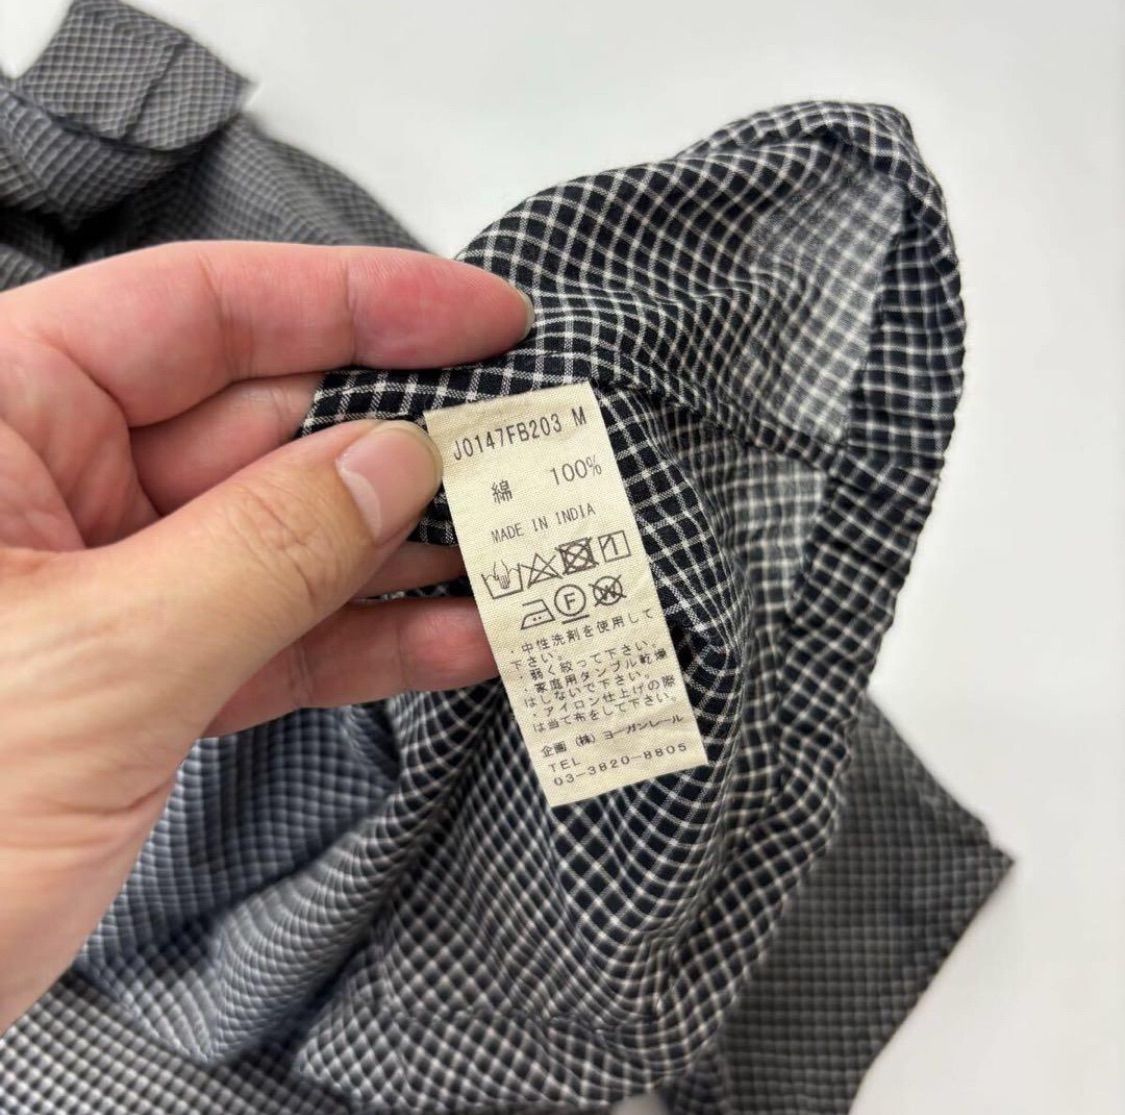 J0147FB203 M
綿 100%
MADE IN INDIA
F W
・中性洗剤を使用して
下さい。
・弱く絞って下さい。
・家庭用タンブル乾燥
はしないで下さい。
・アイロン仕上げの際
は当て布をして下さい。
企画 (株) ヨーガンレール
TEL
03-3820-8805